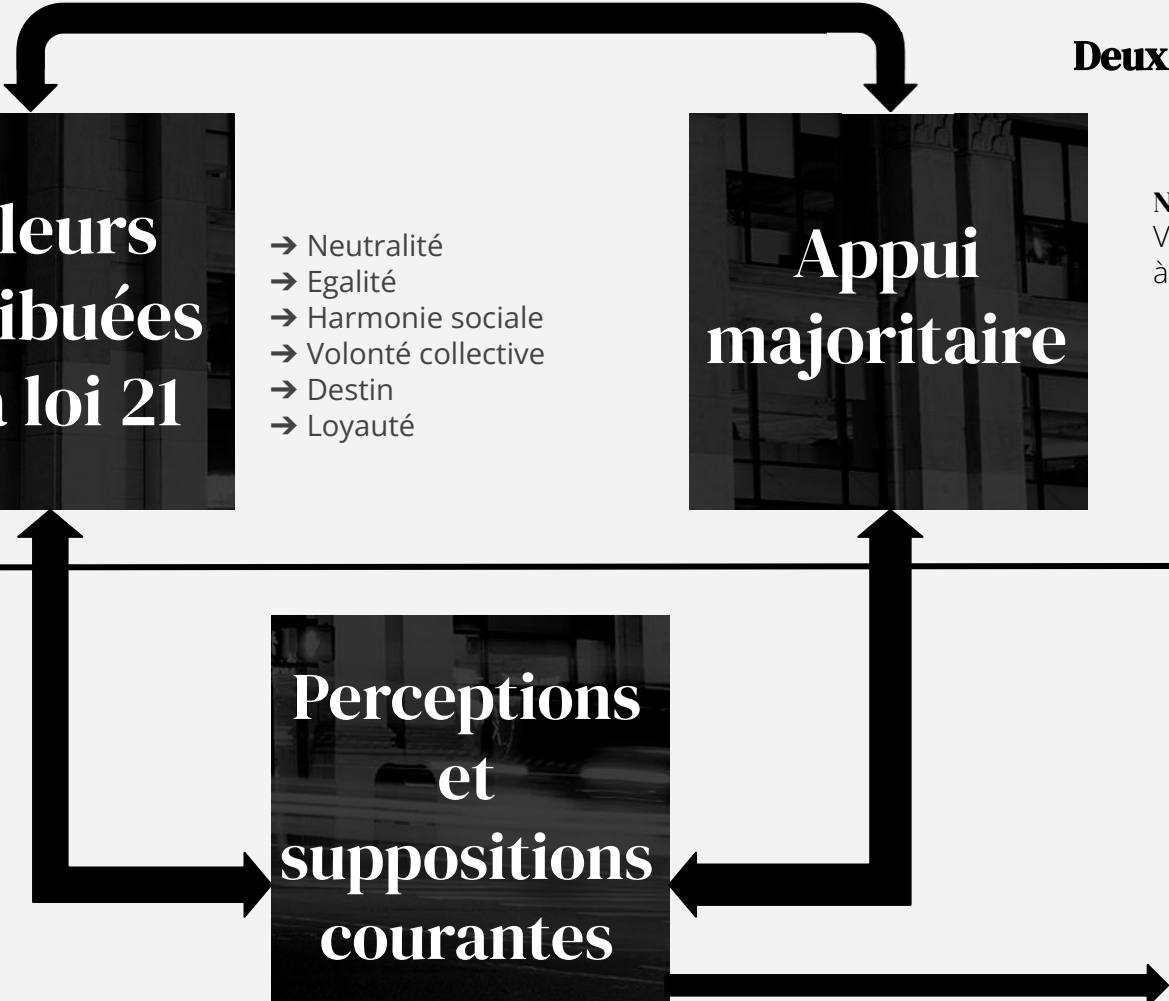 Deux
leurs
ibuées
loi 21
➔ Neutralité
➔ Egalité
➔ Harmonie sociale
➔ Volonté collective
➔ Destin
➔ Loyauté
Appui
majoritaire
N
V
à
Perceptions
et
suppositions
courantes